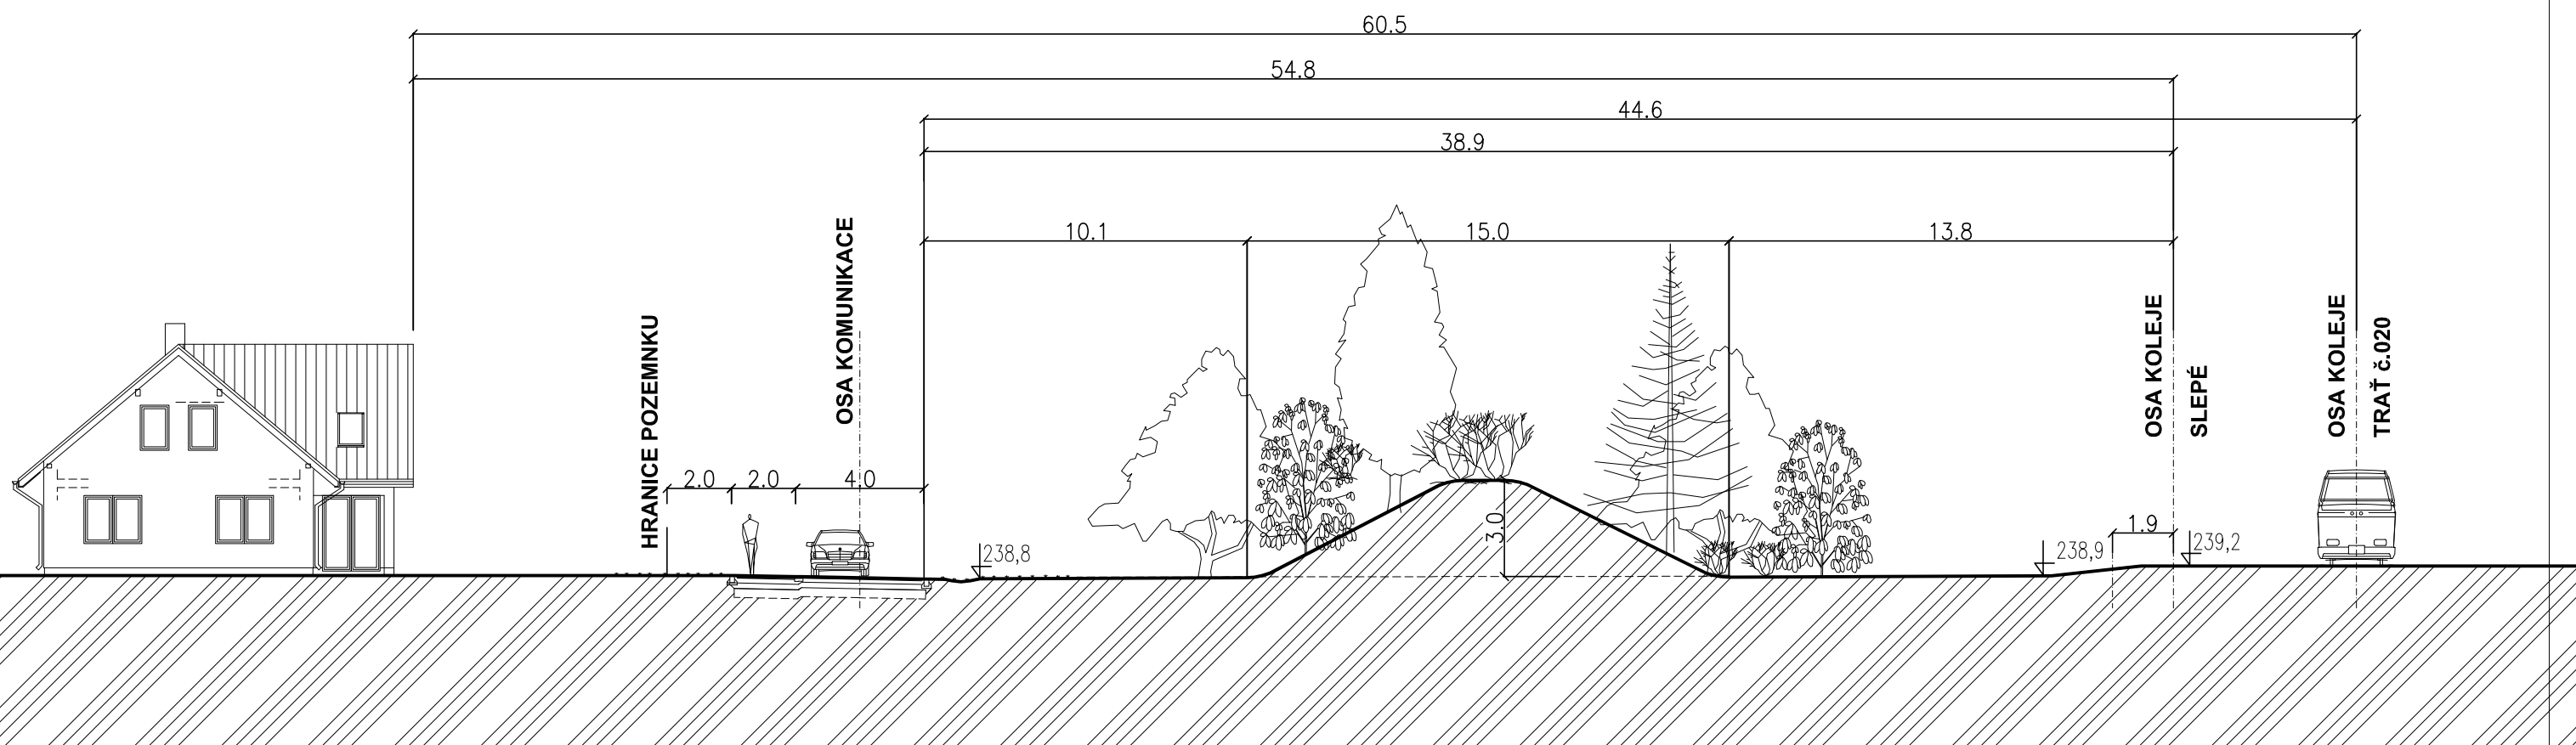 60.5
54.8
44.6
38.9
10.1
15.0
13.8
HRANICE POZEMNKU
OSA KOMUNIKACE
OSA KOLEJE
SLEPÉ
OSA KOLEJE
TRAŤ č.020
2.0
2.0
4.0
3.0
1.9
238,8
238,9
239,2